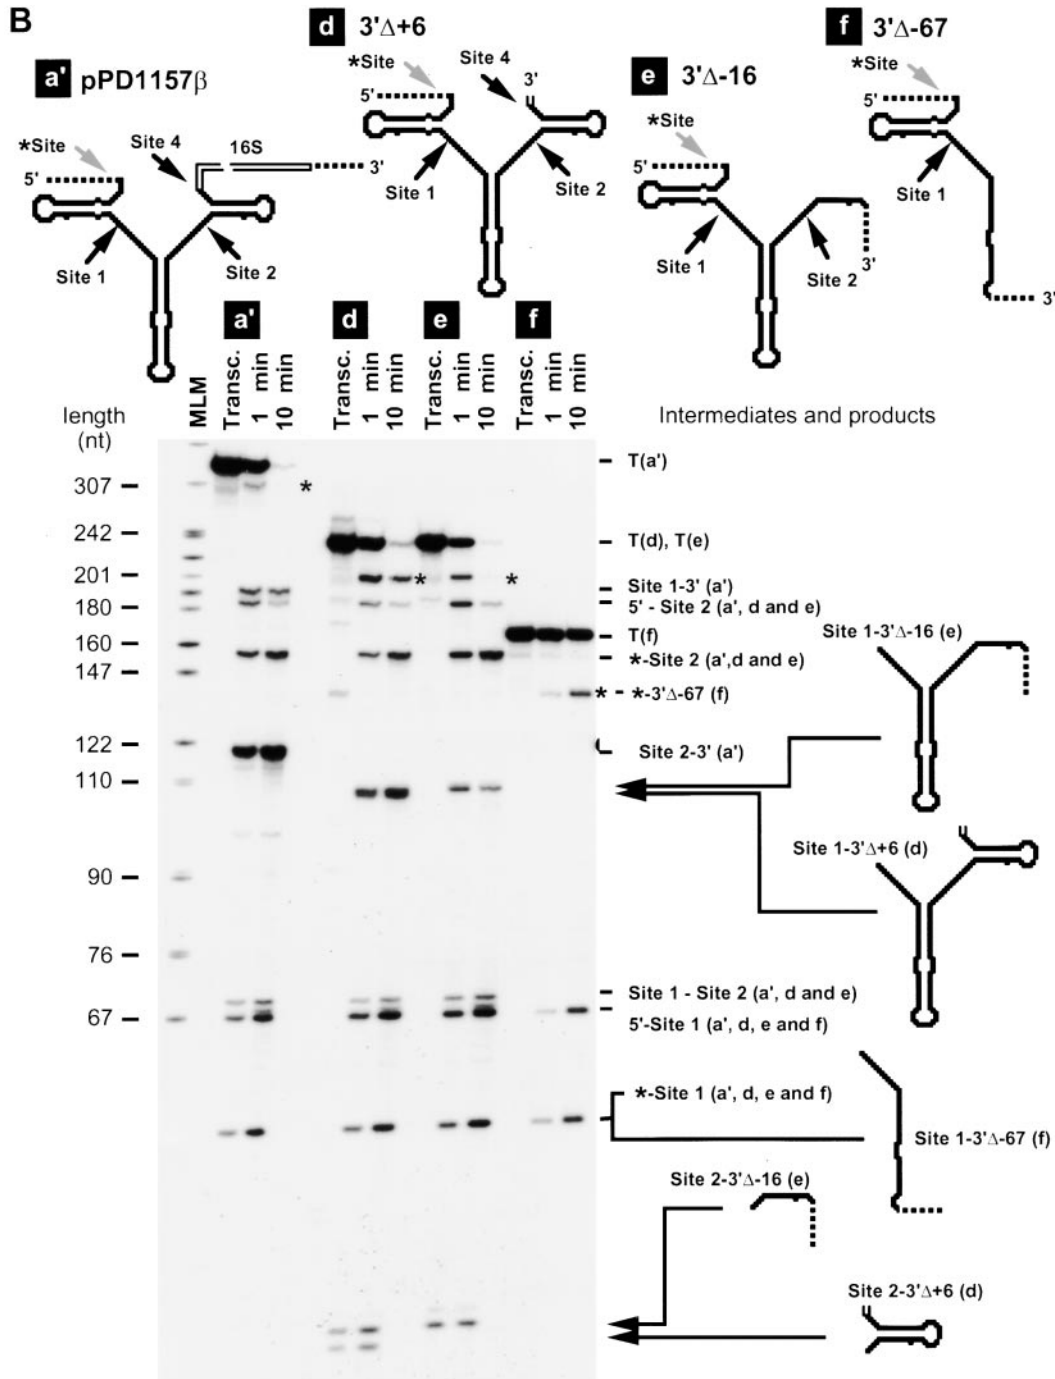 B
a' pPD1157β
*Site
5'
Site 4
16S
3'
Site 1
Site 2
d 3'Δ+6
*Site
5'
Site 4
3'
Site 1
Site 2
e 3'Δ-16
*Site
5'
Site 1
Site 2
3'
f 3'Δ-67
*Site
5'
Site 1
3'
a' d e f
length
(nt)
MLM
Transc.
1 min
10 min
Transc.
1 min
10 min
Transc.
1 min
10 min
Transc.
1 min
10 min
Intermediates and products
307
242
201
180
160
147
122
110
90
76
67
*
*
*
*
T(a')
T(d), T(e)
Site 1-3' (a')
5' - Site 2 (a', d and e)
T(f)
*-Site 2 (a',d and e)
*-3'Δ-67 (f)
Site 2-3' (a')
Site 1-3'Δ-16 (e)
Site 1-3'Δ+6 (d)
Site 1 - Site 2 (a', d and e)
5'-Site 1 (a', d, e and f)
*-Site 1 (a', d, e and f)
Site 1-3'Δ-67 (f)
Site 2-3'Δ-16 (e)
Site 2-3'Δ+6 (d)